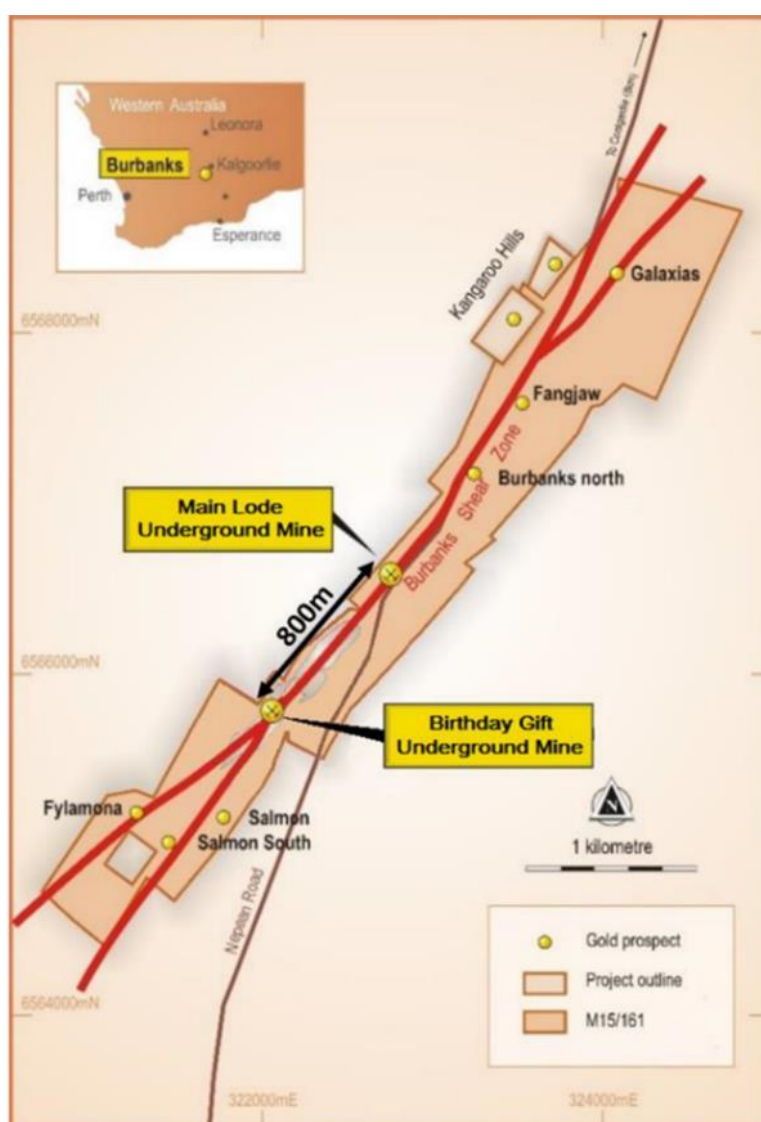 Western Australia
Leonora
Burbanks
Kalgoorlie
Perth
Esperance
To Coolgardie (9km)
Kangaroo Hills
Galaxias
6568000mN
Fangjaw
Burbanks north
Burbanks Shear Zone
Main Lode
Underground Mine
800m
6566000mN
Birthday Gift
Underground Mine
Fylamona
Salmon
Salmon South
N
1 kilometre
Nepean Road
Gold prospect
Project outline
M15/161
6564000mN
322000mE
324000mE